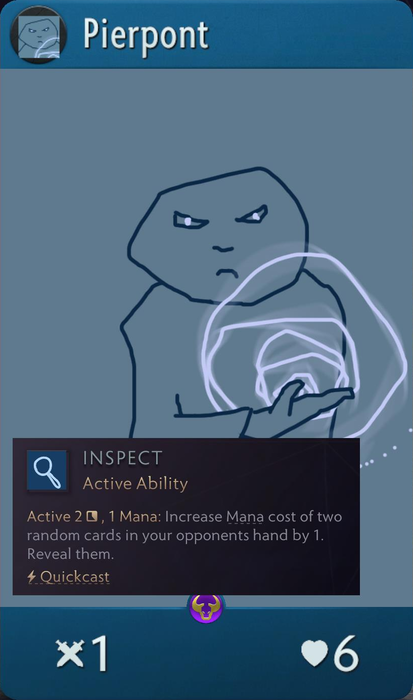 Pierpont
INSPECT
Active Ability
Active 2 , 1 Mana: Increase Mana cost of two
random cards in your opponents hand by 1.
Reveal them.
Quickcast
1 6